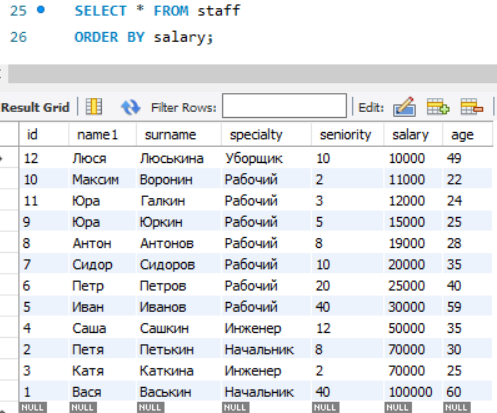 25 SELECT * FROM staff
26 ORDER BY salary;
Result Grid Filter Rows: Edit:
id name1 surname specialty seniority salary age
12 Люся Люськина Уборщик 10 10000 49
10 Максим Воронин Рабочий 2 11000 22
11 Юра Галкин Рабочий 3 12000 24
9 Юра Юркин Рабочий 5 15000 25
8 Антон Антонов Рабочий 8 19000 28
7 Сидор Сидоров Рабочий 10 20000 35
6 Петр Петров Рабочий 20 25000 40
5 Иван Иванов Рабочий 40 30000 59
4 Саша Сашкин Инженер 12 50000 35
2 Петя Петькин Начальник 8 70000 30
3 Катя Каткина Инженер 2 70000 25
1 Вася Васькин Начальник 40 100000 60
NULL NULL NULL NULL NULL NULL NULL